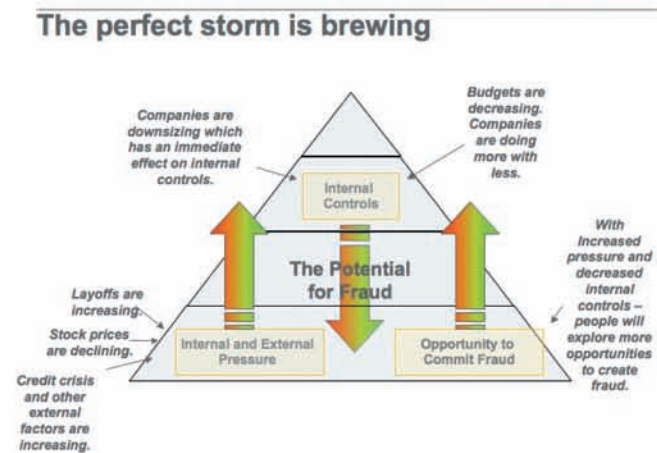 The perfect storm is brewing
Companies are
downsizing which
has an immediate
effect on internal
controls.
Budgets are
decreasing.
Companies
are doing
more with
less.
Internal
Controls
With
Increased
pressure and
decreased
internal
controls –
people will
explore more
opportunities
to create
fraud.
The Potential
for Fraud
Layoffs are
increasing.
Stock prices
are declining.
Credit crisis
and other
external
factors are
increasing.
Internal and External
Pressure
Opportunity to
Commit Fraud